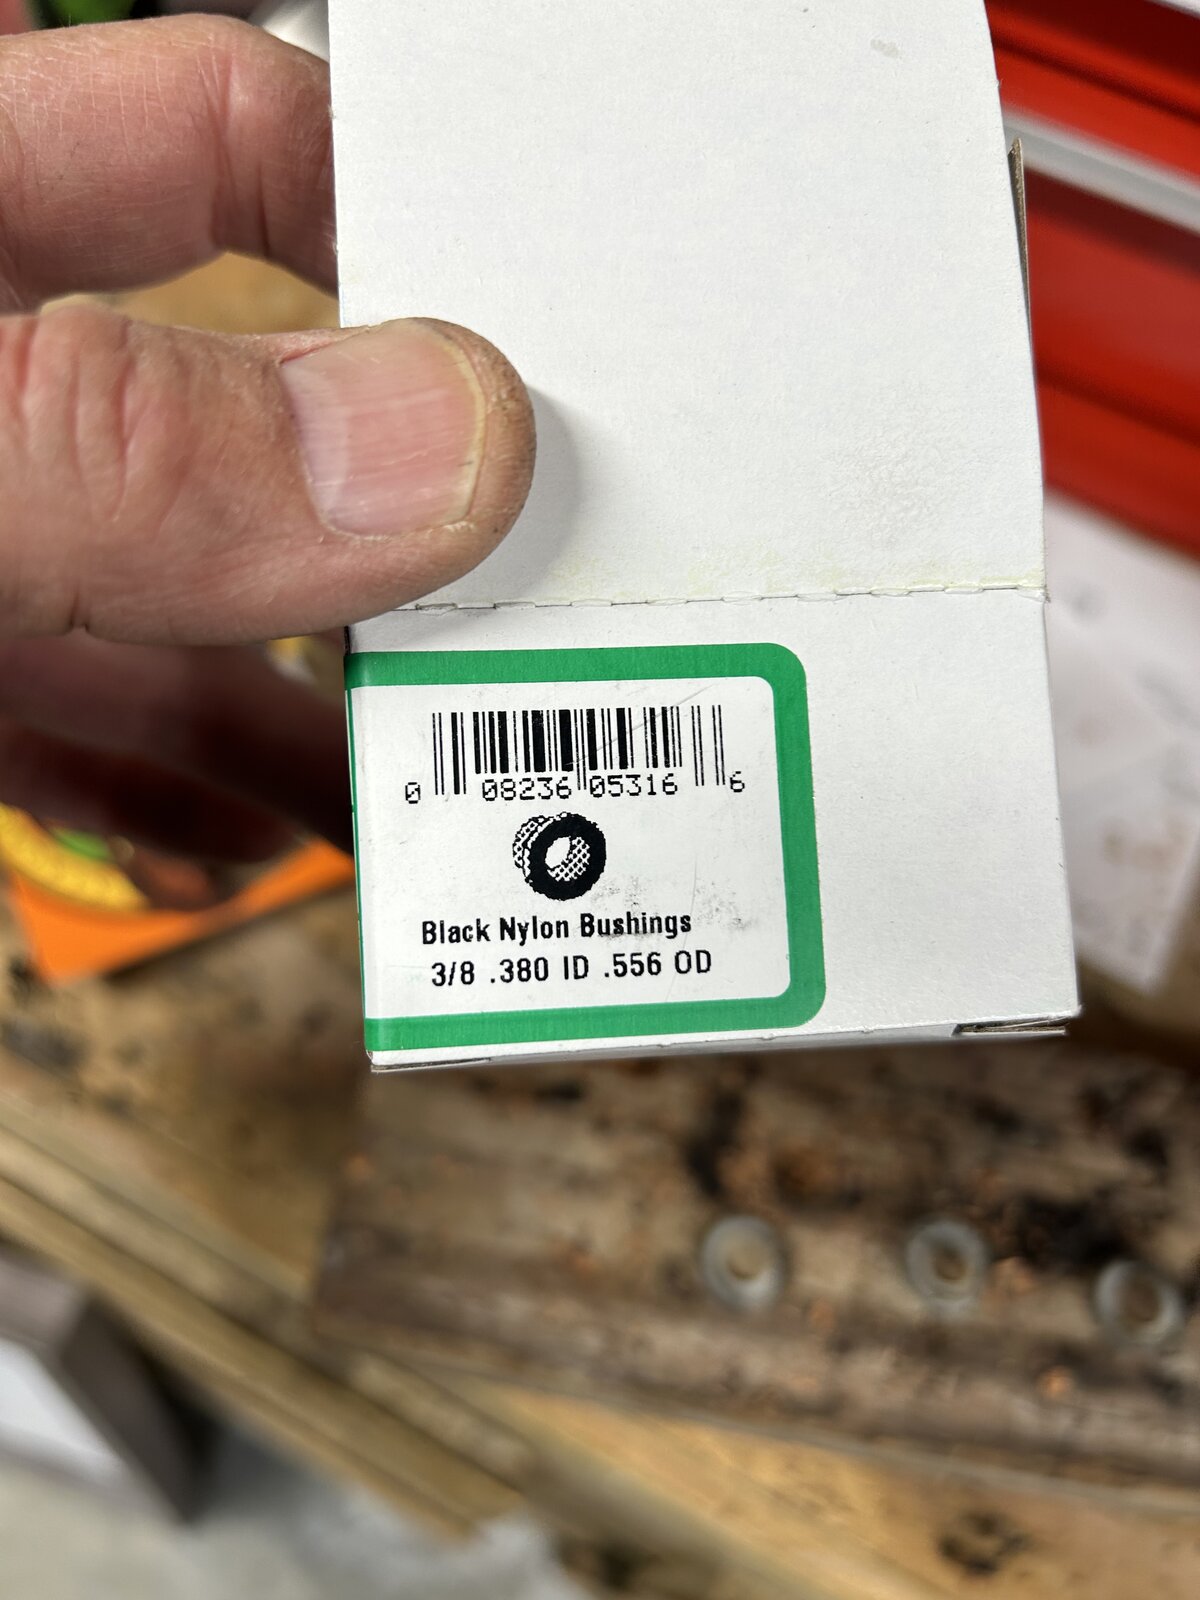 0 08236 05316 6
Black Nylon Bushings
3/8 .380 ID .556 OD